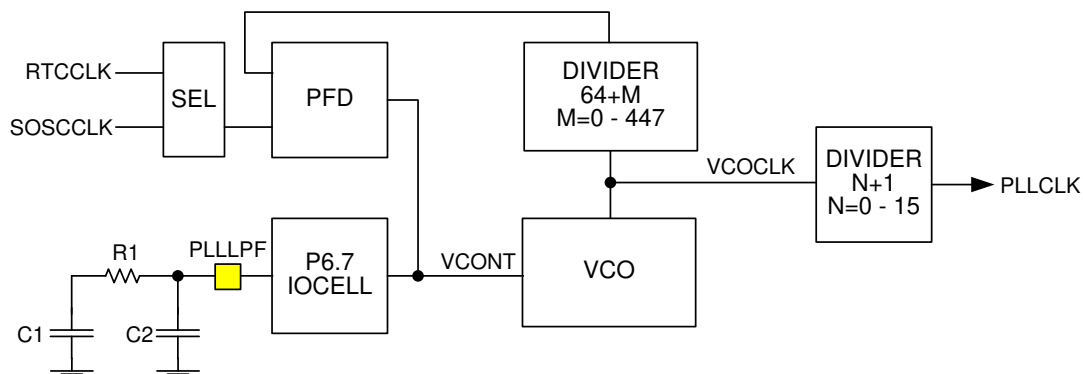 RTCCLK
SOSCCLK
SEL
PFD
DIVIDER
64+M
M=0 - 447
VCOCLK
DIVIDER
N+1
N=0 - 15
PLLCLK
R1
PLLLPF
P6.7
IOCELL
VCONT
VCO
C1
C2